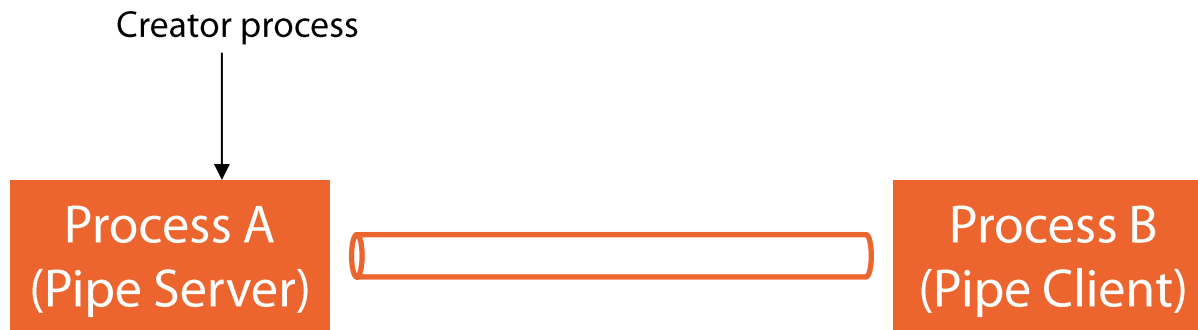 Creator process
Process A
(Pipe Server)
Process B
(Pipe Client)